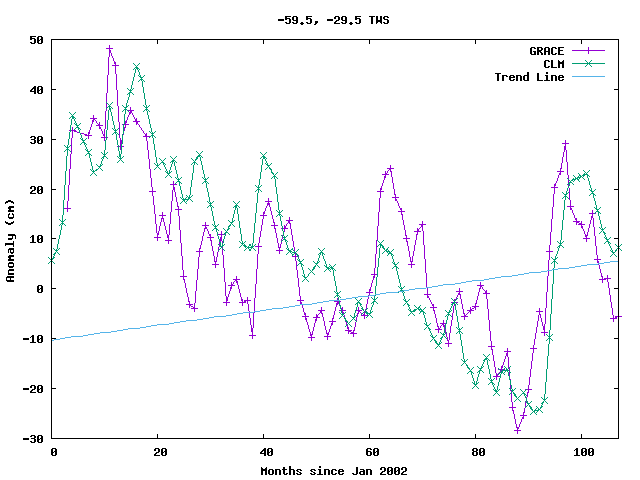 -59.5, -29.5 TWS
GRACE
CLM
Trend Line
50
40
30
20
10
0
-10
-20
-30
Anomaly (cm)
0 20 40 60 80 100
Months since Jan 2002